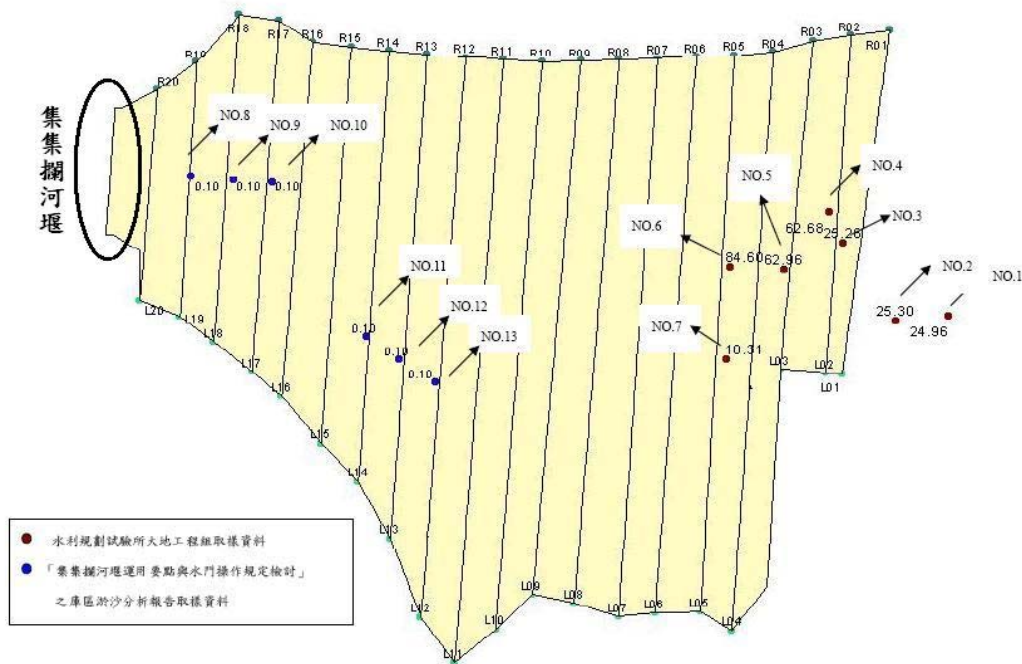 R18
R17
R16
R15
R14
R13
R12
R11
R10
R09
R08
R07
R06
R05
R04
R03
R02
R01
R19
R20
集集攔河堰
NO.8
NO.9
NO.10
0.10
0.10
0.10
NO.4
NO.5
NO.3
NO.6
62.68
25.26
84.60
62.96
NO.2
NO.1
25.30
24.96
NO.11
NO.12
NO.13
0.10
0.10
0.10
NO.7
10.31
L03
L02
L01
L20
L19
L18
L17
L16
L15
L14
L13
L12
L11
L10
L09
L08
L07
L06
L05
L04
水利規劃試驗所大地工程組取樣資料
「集集攔河堰運用要點與水門操作規定檢討」
之庫區淤沙分析報告取樣資料